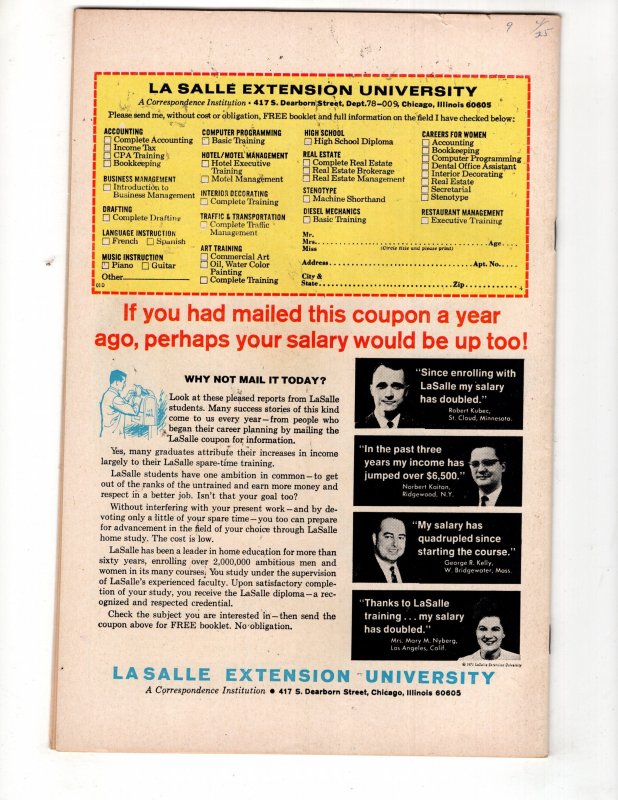 9 4/25
LA SALLE EXTENSION UNIVERSITY
A Correspondence Institution • 417 S. Dearborn Street, Dept. 78-009, Chicago, Illinois 60605
Please send me, without cost or obligation, FREE booklet and full information on the field I have checked below:
ACCOUNTING
Complete Accounting
Income Tax
CPA Training
Bookkeeping
BUSINESS MANAGEMENT
Introduction to
Business Management
DRAFTING
Complete Drafting
LANGUAGE INSTRUCTION
French Spanish
MUSIC INSTRUCTION
Piano Guitar
Other
COMPUTER PROGRAMMING
Basic Training
HOTEL/MOTEL MANAGEMENT
Hotel Executive
Training
Motel Management
INTERIOR DECORATING
Complete Training
TRAFFIC & TRANSPORTATION
Complete Traffic
Management
ART TRAINING
Commercial Art
Oil, Water Color
Painting
Complete Training
HIGH SCHOOL
High School Diploma
REAL ESTATE
Complete Real Estate
Real Estate Brokerage
Real Estate Management
STENOTYPE
Machine Shorthand
DIESEL MECHANICS
Basic Training
CAREERS FOR WOMEN
Accounting
Bookkeeping
Computer Programming
Dental Office Assistant
Interior Decorating
Real Estate
Secretarial
Stenotype
RESTAURANT MANAGEMENT
Executive Training
Mr.
Mrs. Age
Miss (Circle title and please print)
Address Apt. No.
City &
State Zip
If you had mailed this coupon a year
ago, perhaps your salary would be up too!
WHY NOT MAIL IT TODAY?
Look at these pleased reports from LaSalle
students. Many success stories of this kind
come to us every year—from people who
began their career planning by mailing the
LaSalle coupon for information.
Yes, many graduates attribute their increases in income
largely to their LaSalle spare-time training.
LaSalle students have one ambition in common—to get
out of the ranks of the untrained and earn more money and
respect in a better job. Isn't that your goal too?
Without interfering with your present work—and by de-
voting only a little of your spare time—you too can prepare
for advancement in the field of your choice through LaSalle
home study. The cost is low.
LaSalle has been a leader in home education for more than
sixty years, enrolling over 2,000,000 ambitious men and
women in its many courses. You study under the supervision
of LaSalle's experienced faculty. Upon satisfactory comple-
tion of your study, you receive the LaSalle diploma—a rec-
ognized and respected credential.
Check the subject you are interested in—then send the
coupon above for FREE booklet. No obligation.
"Since enrolling with
LaSalle my salary
has doubled."
Robert Kubec,
St. Cloud, Minnesota.
"In the past three
years my income has
jumped over $6,500."
Norbert Kaitan,
Ridgewood, N.Y.
"My salary has
quadrupled since
starting the course."
George R. Kelly,
W. Bridgewater, Mass.
"Thanks to LaSalle
training . . . my salary
has doubled."
Mrs. Mary M. Nyberg,
Los Angeles, Calif.
© 1971 LaSalle Extension University
LA SALLE EXTENSION UNIVERSITY
A Correspondence Institution • 417 S. Dearborn Street, Chicago, Illinois 60605